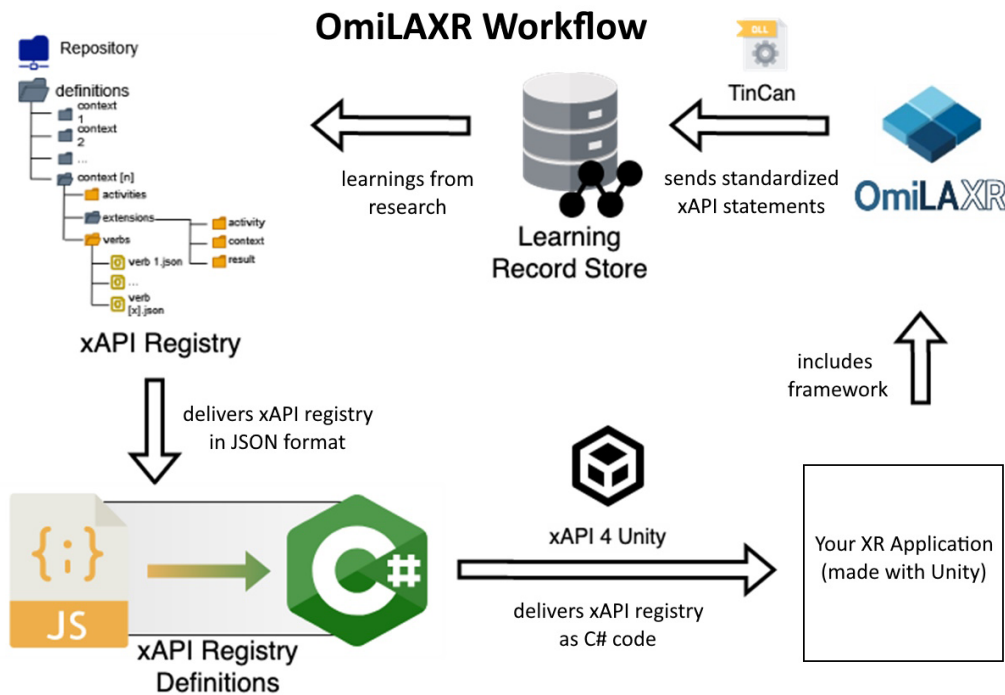 OmiLAXR Workflow
Repository
definitions
context
1
context
2
...
context [n]
activities
extensions
activity
context
result
verbs
verb 1.json
...
verb
[x].json
xAPI Registry
learnings from
research
Learning
Record Store
DLL
TinCan
sends standardized
xAPI statements
OmiLAXR
includes
framework
delivers xAPI registry
in JSON format
{;}
JS
C#
xAPI Registry
Definitions
xAPI 4 Unity
delivers xAPI registry
as C# code
Your XR Application
(made with Unity)